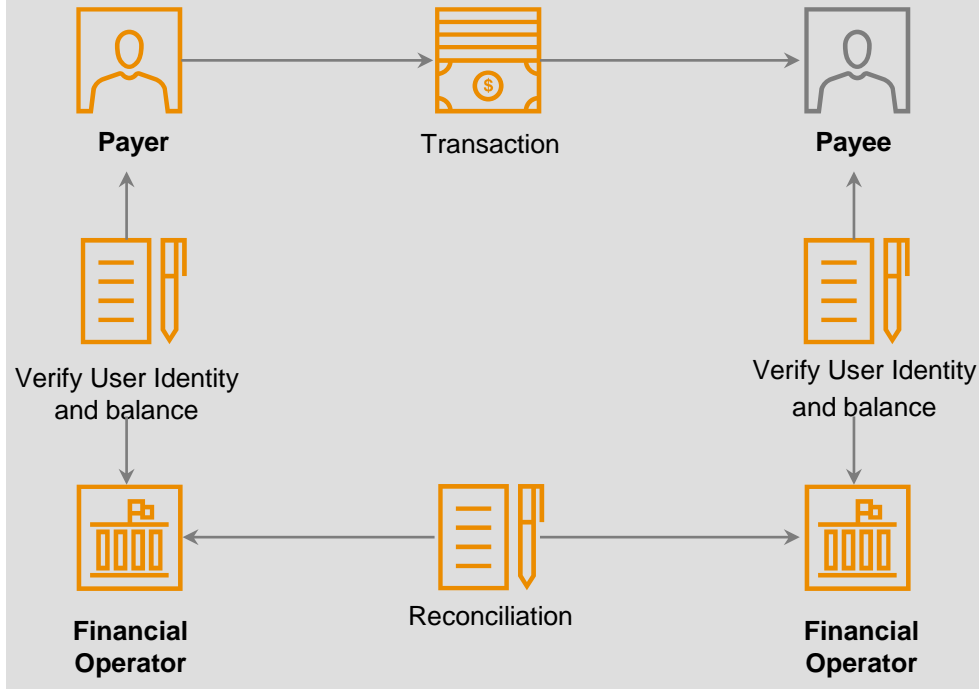 $
Payer
Transaction
Payee
Verify User Identity
and balance
Verify User Identity
and balance
Financial
Operator
Reconciliation
Financial
Operator